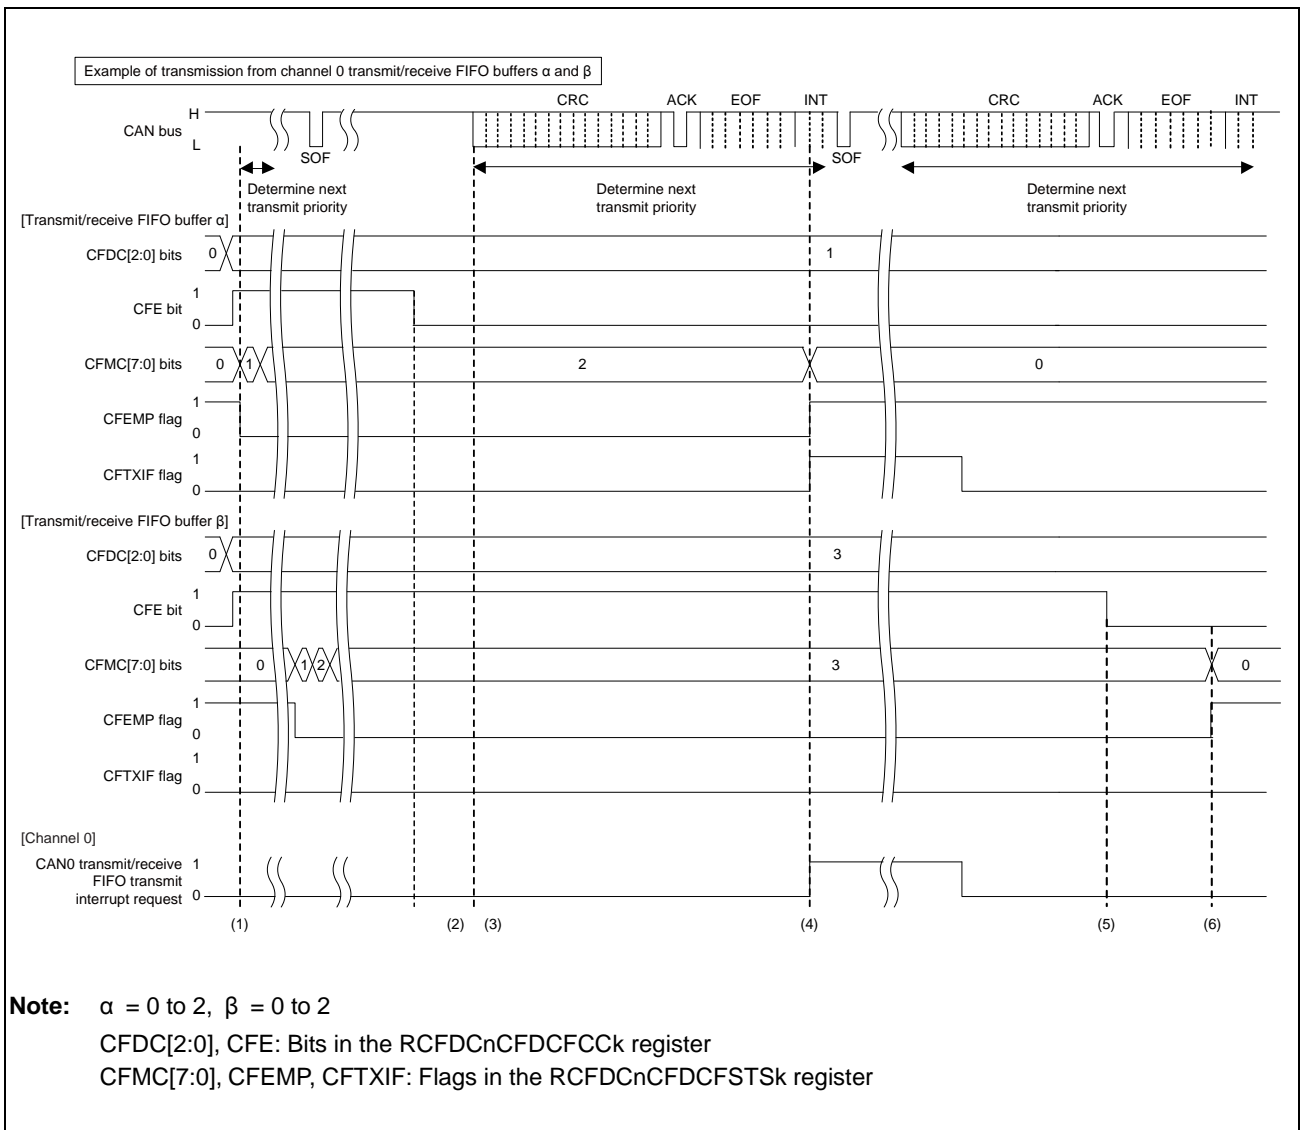 Example of transmission from channel 0 transmit/receive FIFO buffers α and β
CRC ACK EOF INT CRC ACK EOF INT
H
CAN bus
L
SOF SOF
Determine next transmit priority
Determine next transmit priority
Determine next transmit priority
[Transmit/receive FIFO buffer α]
CFDC[2:0] bits 0 1
CFE bit 1 0
CFMC[7:0] bits 0 1 2 0
CFEMP flag 1 0
CFTXIF flag 1 0
[Transmit/receive FIFO buffer β]
CFDC[2:0] bits 0 3
CFE bit 1 0
CFMC[7:0] bits 0 1 2 3 0
CFEMP flag 1 0
CFTXIF flag 1 0
[Channel 0]
CAN0 transmit/receive 1
FIFO transmit
interrupt request 0
(1) (2) (3) (4) (5) (6)
Note: α = 0 to 2, β = 0 to 2
CFDC[2:0], CFE: Bits in the RCFDCnCFDCFCCk register
CFMC[7:0], CFEMP, CFTXIF: Flags in the RCFDCnCFDCFSTSk register